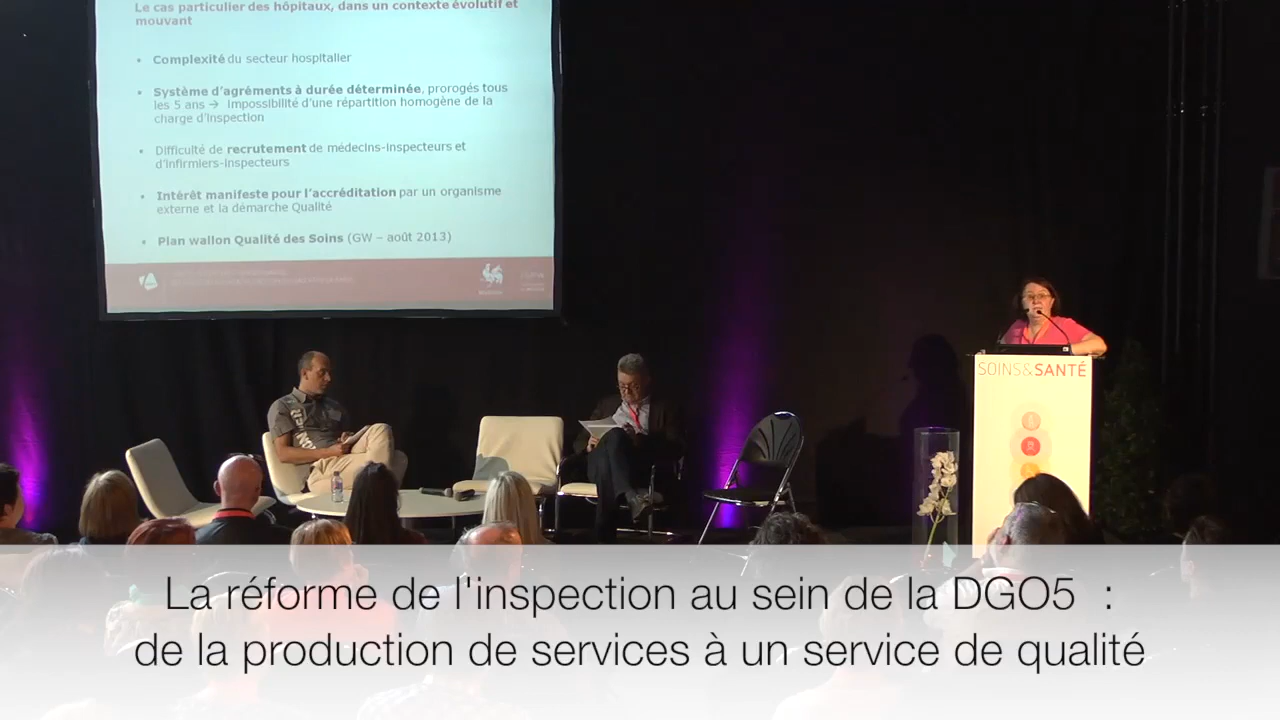 Le cas particulier des hôpitaux, dans un contexte évolutif et
mouvant
• Complexité du secteur hospitalier
• Système d'agréments à durée déterminée, prorogés tous
les 5 ans → Impossibilité d'une répartition homogène de la
charge d'inspection
• Difficulté de recrutement de médecins-inspecteurs et
d'infirmiers-inspecteurs
• Intérêt manifeste pour l'accréditation par un organisme
externe et la démarche Qualité
• Plan wallon Qualité des Soins (GW – août 2013)
SOINS&SANTÉ
La réforme de l'inspection au sein de la DGO5 :
de la production de services à un service de qualité